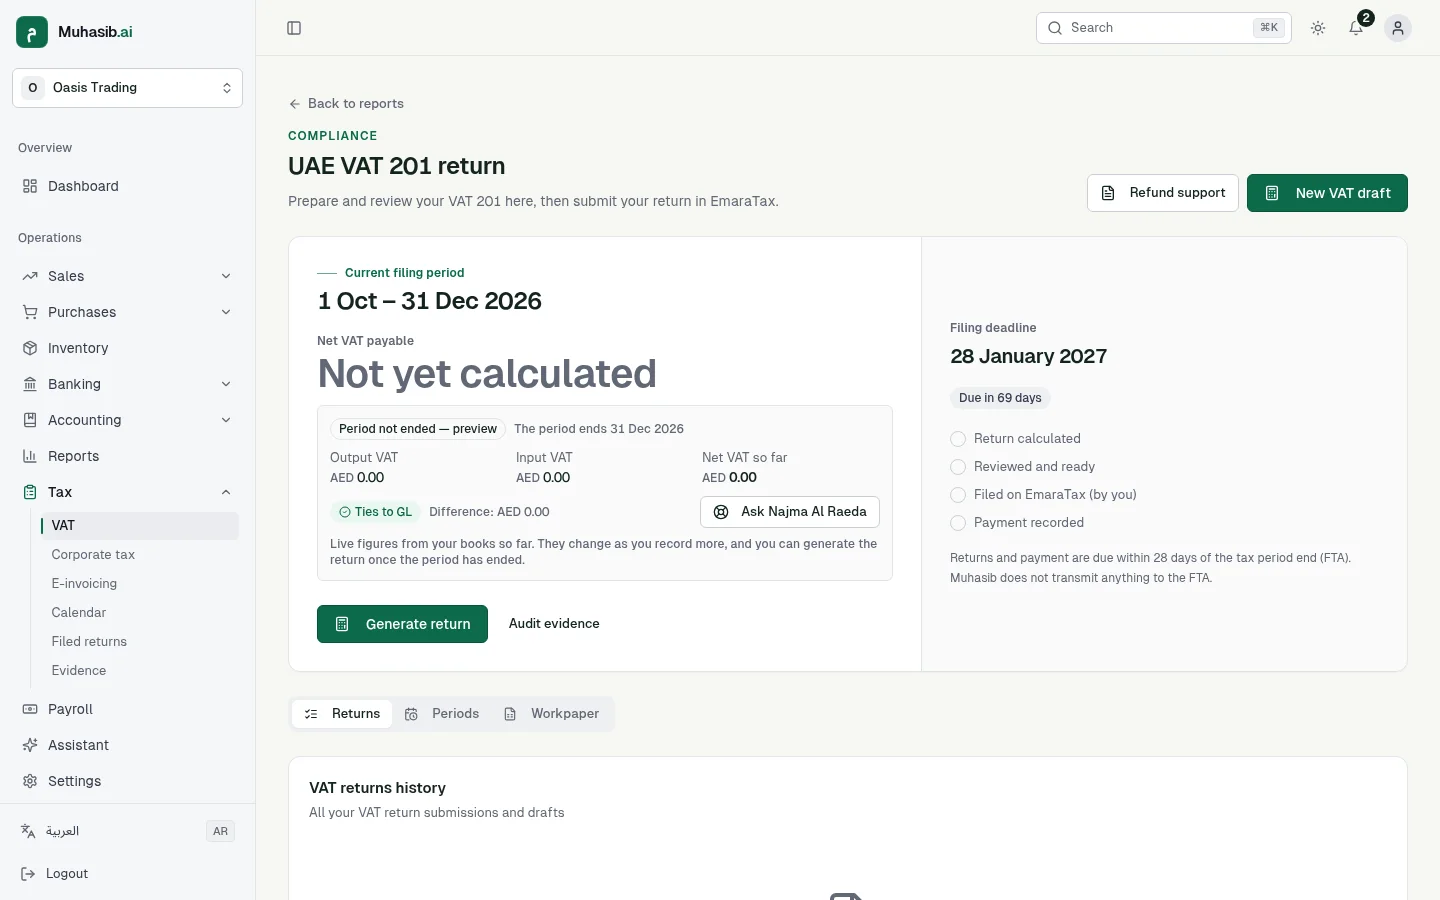 Muhasib.ai
O Oasis Trading
Overview
Dashboard
Operations
Sales
Purchases
Inventory
Banking
Accounting
Reports
Tax
VAT
Corporate tax
E-invoicing
Calendar
Filed returns
Evidence
Payroll
Assistant
Settings
العربية AR
Logout
Search ⌘K
2
Back to reports
COMPLIANCE
UAE VAT 201 return
Prepare and review your VAT 201 here, then submit your return in EmaraTax.
Refund support
New VAT draft
Current filing period
1 Oct – 31 Dec 2026
Net VAT payable
Not yet calculated
Period not ended — preview The period ends 31 Dec 2026
Output VAT Input VAT Net VAT so far
AED 0.00 AED 0.00 AED 0.00
Ties to GL Difference: AED 0.00 Ask Najma Al Raeda
Live figures from your books so far. They change as you record more, and you can generate the
return once the period has ended.
Generate return Audit evidence
Filing deadline
28 January 2027
Due in 69 days
Return calculated
Reviewed and ready
Filed on EmaraTax (by you)
Payment recorded
Returns and payment are due within 28 days of the tax period end (FTA).
Muhasib does not transmit anything to the FTA.
Returns Periods Workpaper
VAT returns history
All your VAT return submissions and drafts